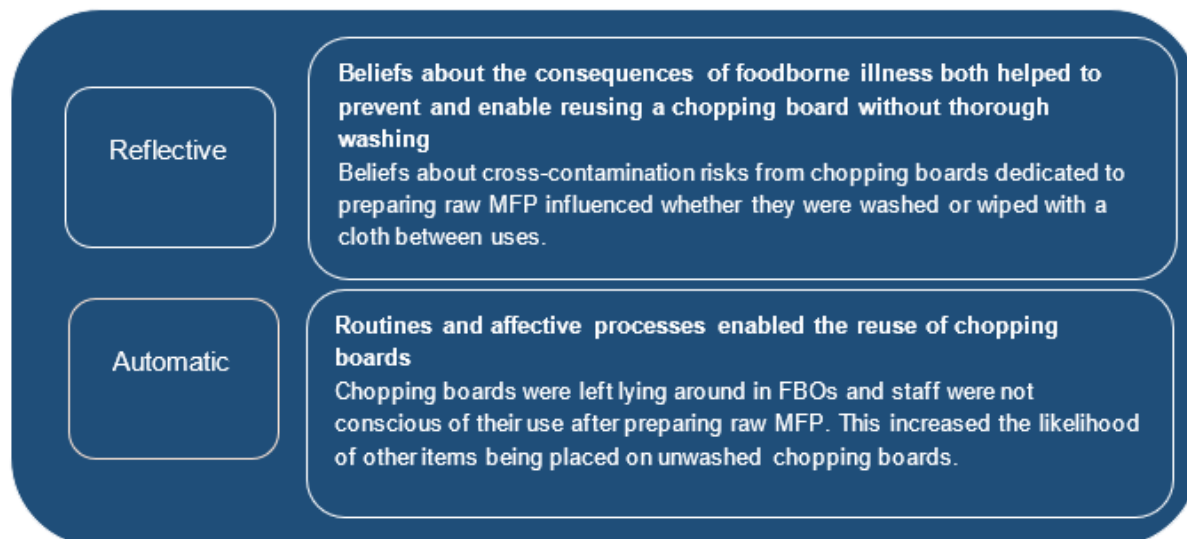 Reflective
Beliefs about the consequences of foodborne illness both helped to
prevent and enable reusing a chopping board without thorough
washing
Beliefs about cross-contamination risks from chopping boards dedicated to
preparing raw MFP influenced whether they were washed or wiped with a
cloth between uses.
Automatic
Routines and affective processes enabled the reuse of chopping
boards
Chopping boards were left lying around in FBOs and staff were not
conscious of their use after preparing raw MFP. This increased the likelihood
of other items being placed on unwashed chopping boards.